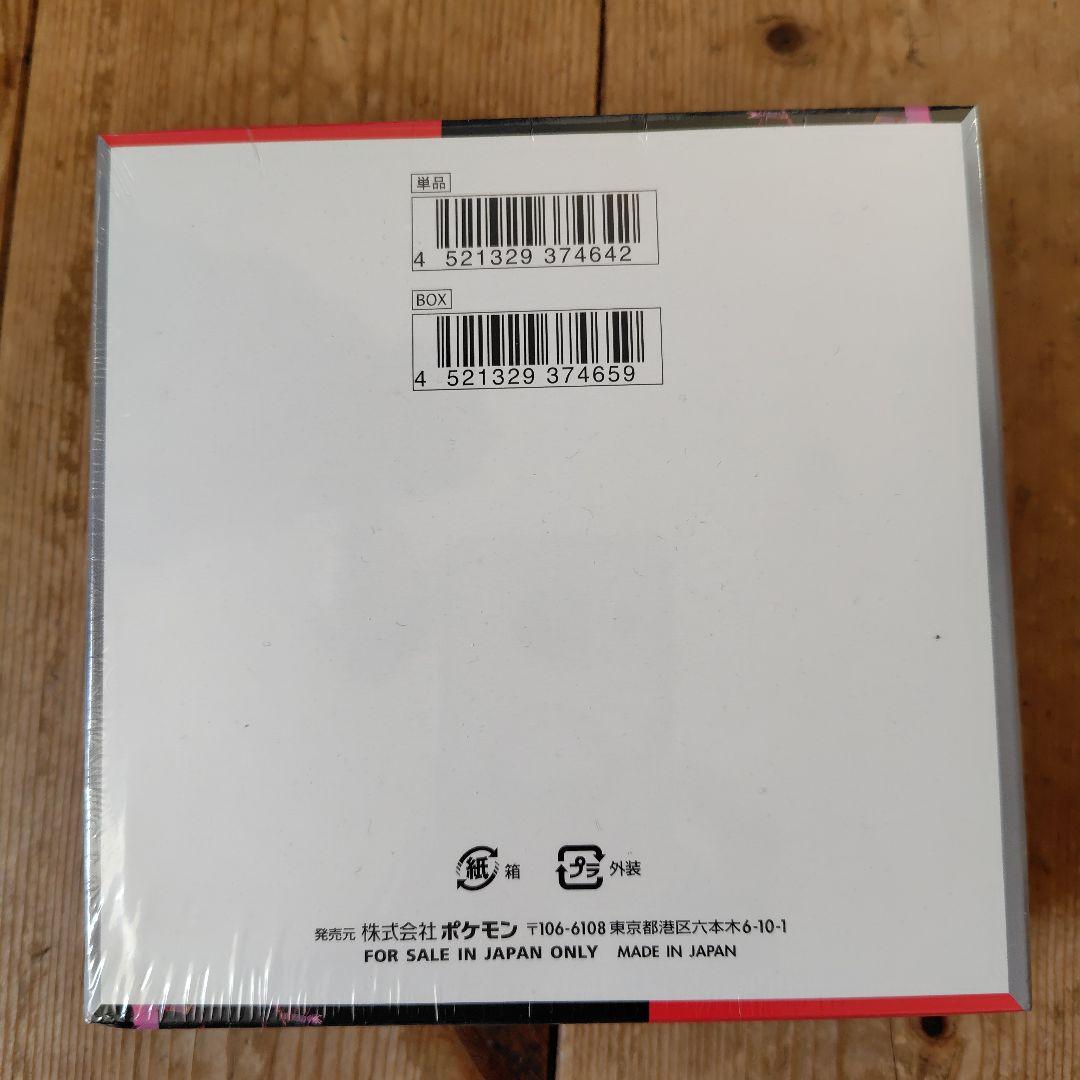 単品
4 521329 374642
BOX
4 521329 374659
紙 箱 プラ 外装
発売元 株式会社 ポケモン 〒106-6108 東京都港区六本木6-10-1
FOR SALE IN JAPAN ONLY MADE IN JAPAN